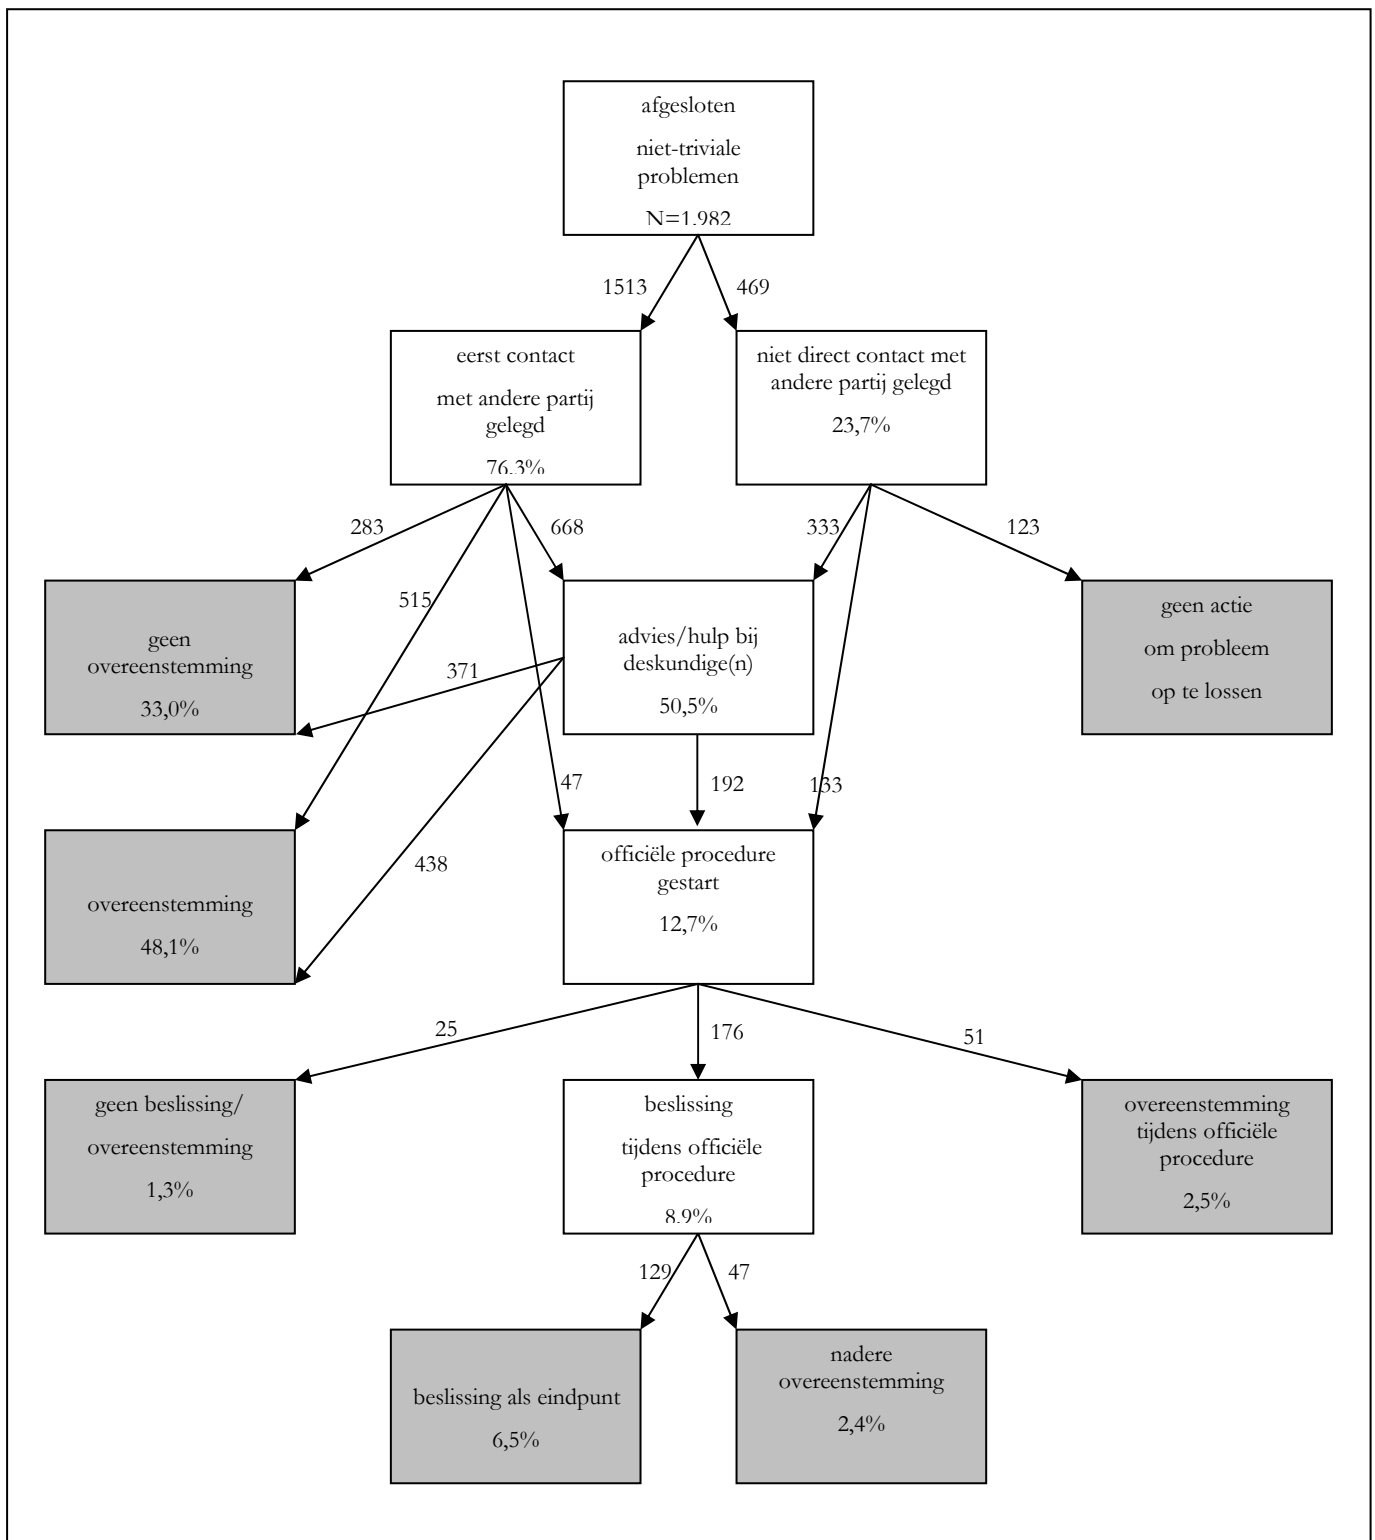 afgesloten
niet-triviale
problemen
N=1.982
1513
469
eerst contact
met andere partij
gelegd
76,3%
niet direct contact met
andere partij gelegd
23,7%
283
668
333
123
515
geen
overeenstemming
33,0%
advies/hulp bij
deskundige(n)
50,5%
geen actie
om probleem
op te lossen
371
47
192
133
438
overeenstemming
48,1%
officiële procedure
gestart
12,7%
25
176
51
geen beslissing/
overeenstemming
1,3%
beslissing
tijdens officiële
procedure
8,9%
overeenstemming
tijdens officiële
procedure
2,5%
129
47
beslissing als eindpunt
6,5%
nadere
overeenstemming
2,4%